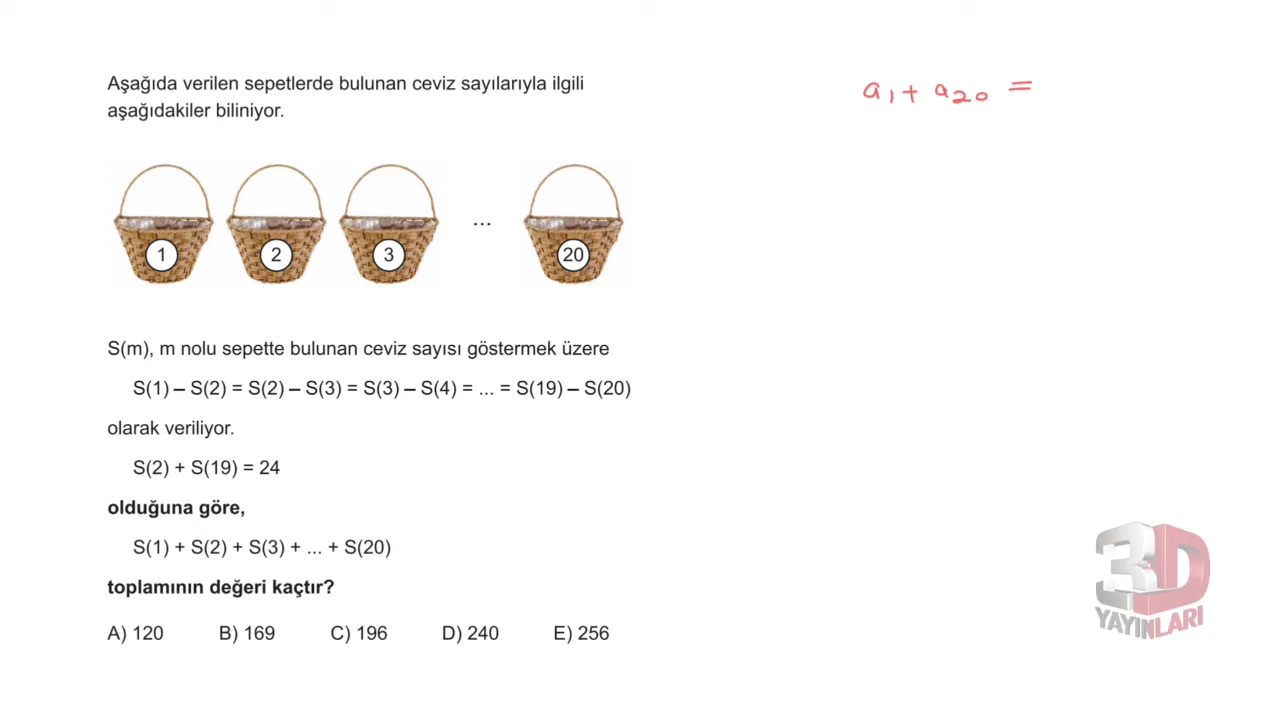 Aşağıda verilen sepetlerde bulunan ceviz sayılarıyla ilgili
aşağıdakiler biliniyor.
a₁ + a₂₀ =
1 2 3 ... 20
S(m), m nolu sepette bulunan ceviz sayısı göstermek üzere
S(1) – S(2) = S(2) – S(3) = S(3) – S(4) = ... = S(19) – S(20)
olarak veriliyor.
S(2) + S(19) = 24
olduğuna göre,
S(1) + S(2) + S(3) + ... + S(20)
toplamının değeri kaçtır?
A) 120 B) 169 C) 196 D) 240 E) 256
3D
YAYINLARI